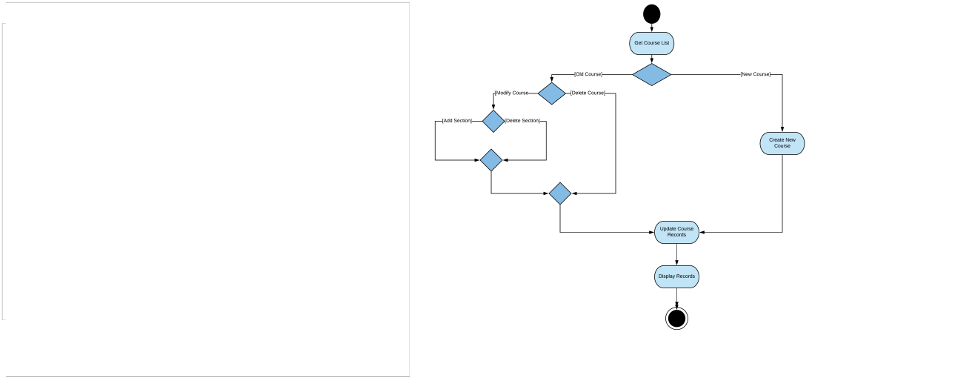 Get Course List
[Old Course]
[New Course]
[Modify Course
[Delete Course]
[Add Section]
[Delete Section]
Create New
Course
Update Course
Records
Display Records